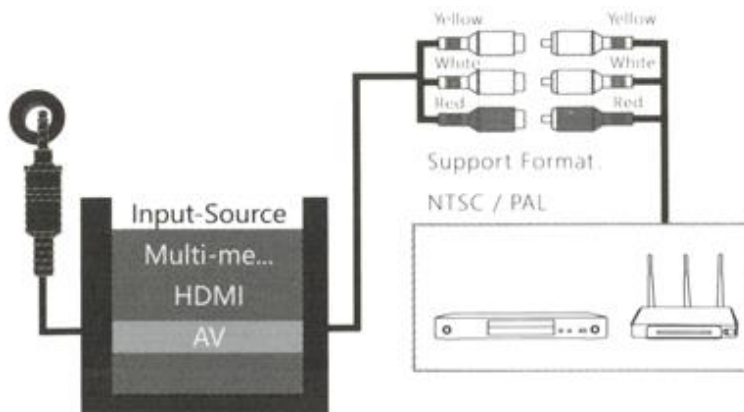 Yellow Yellow
White White
Red Red
Support Format.
NTSC / PAL
Input-Source
Multi-me...
HDMI
AV